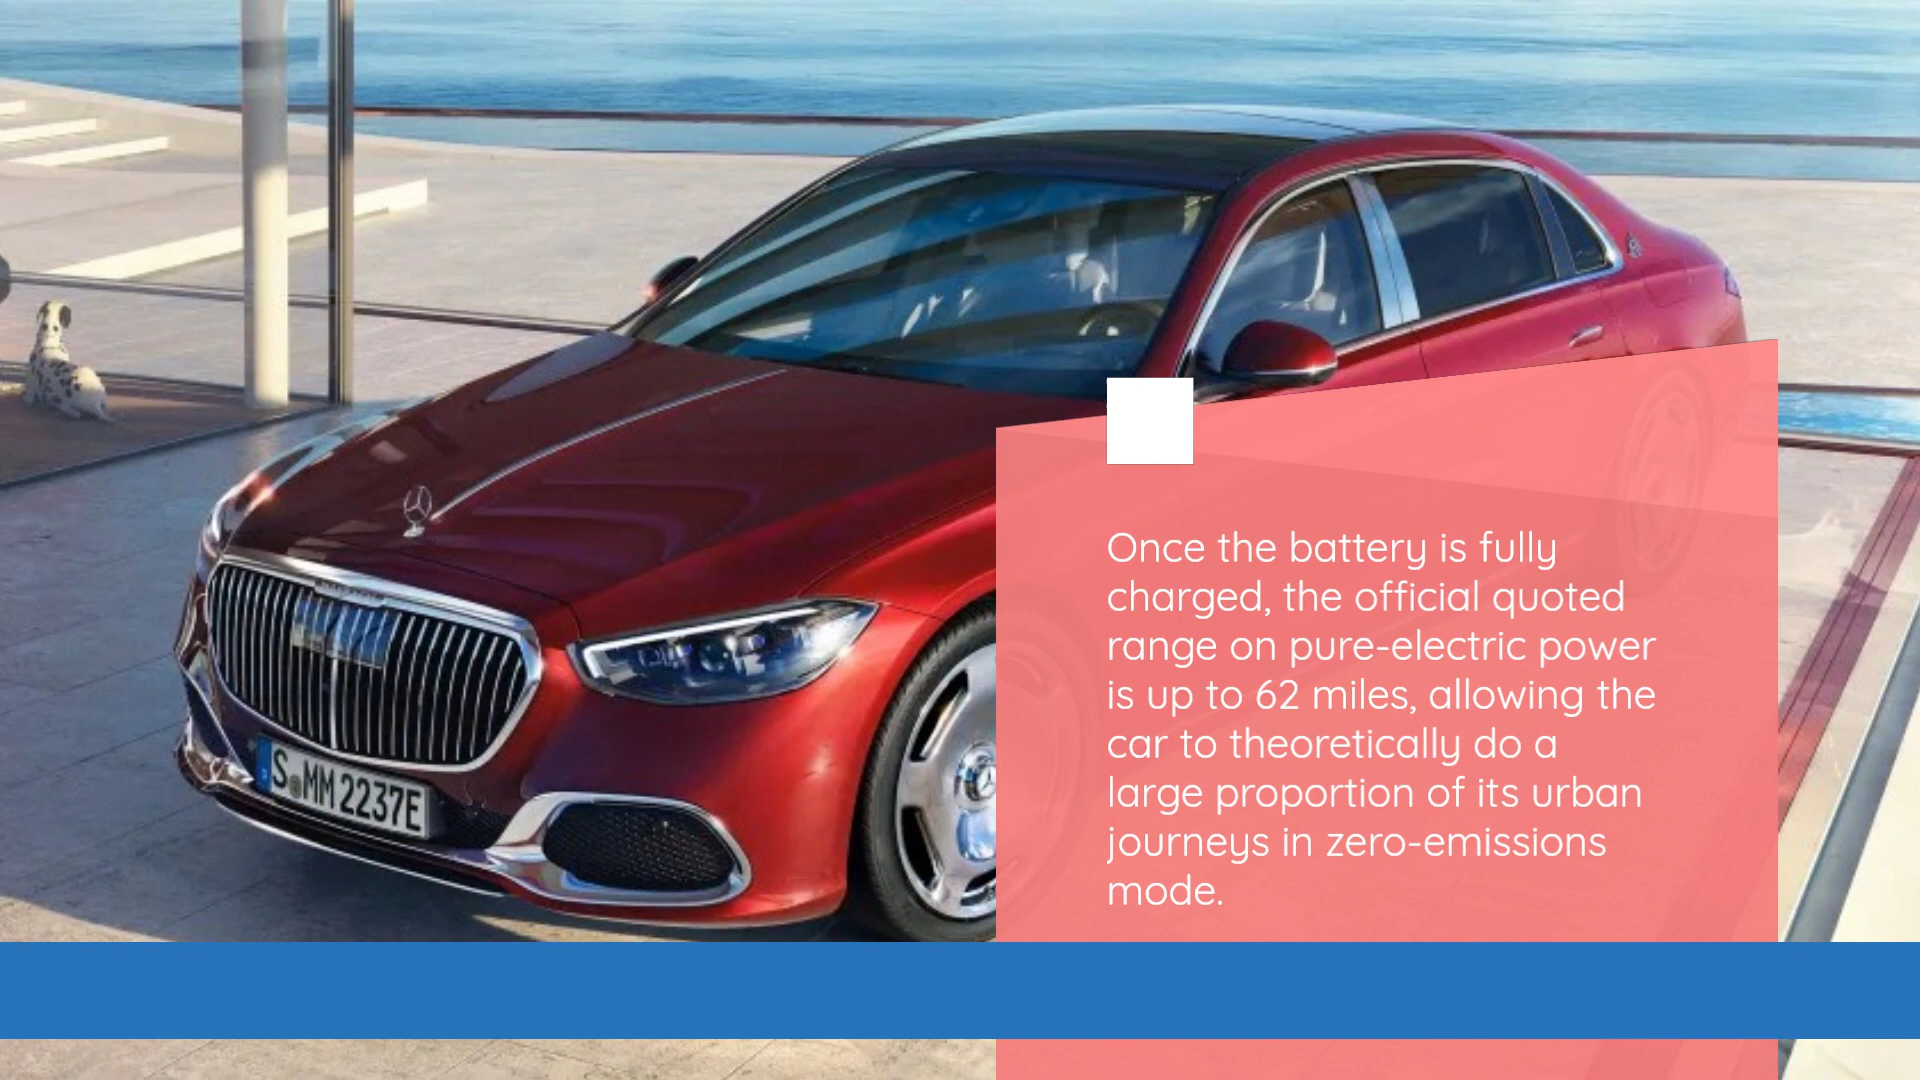 S MM 2237E
Once the battery is fully
charged, the official quoted
range on pure-electric power
is up to 62 miles, allowing the
car to theoretically do a
large proportion of its urban
journeys in zero-emissions
mode.